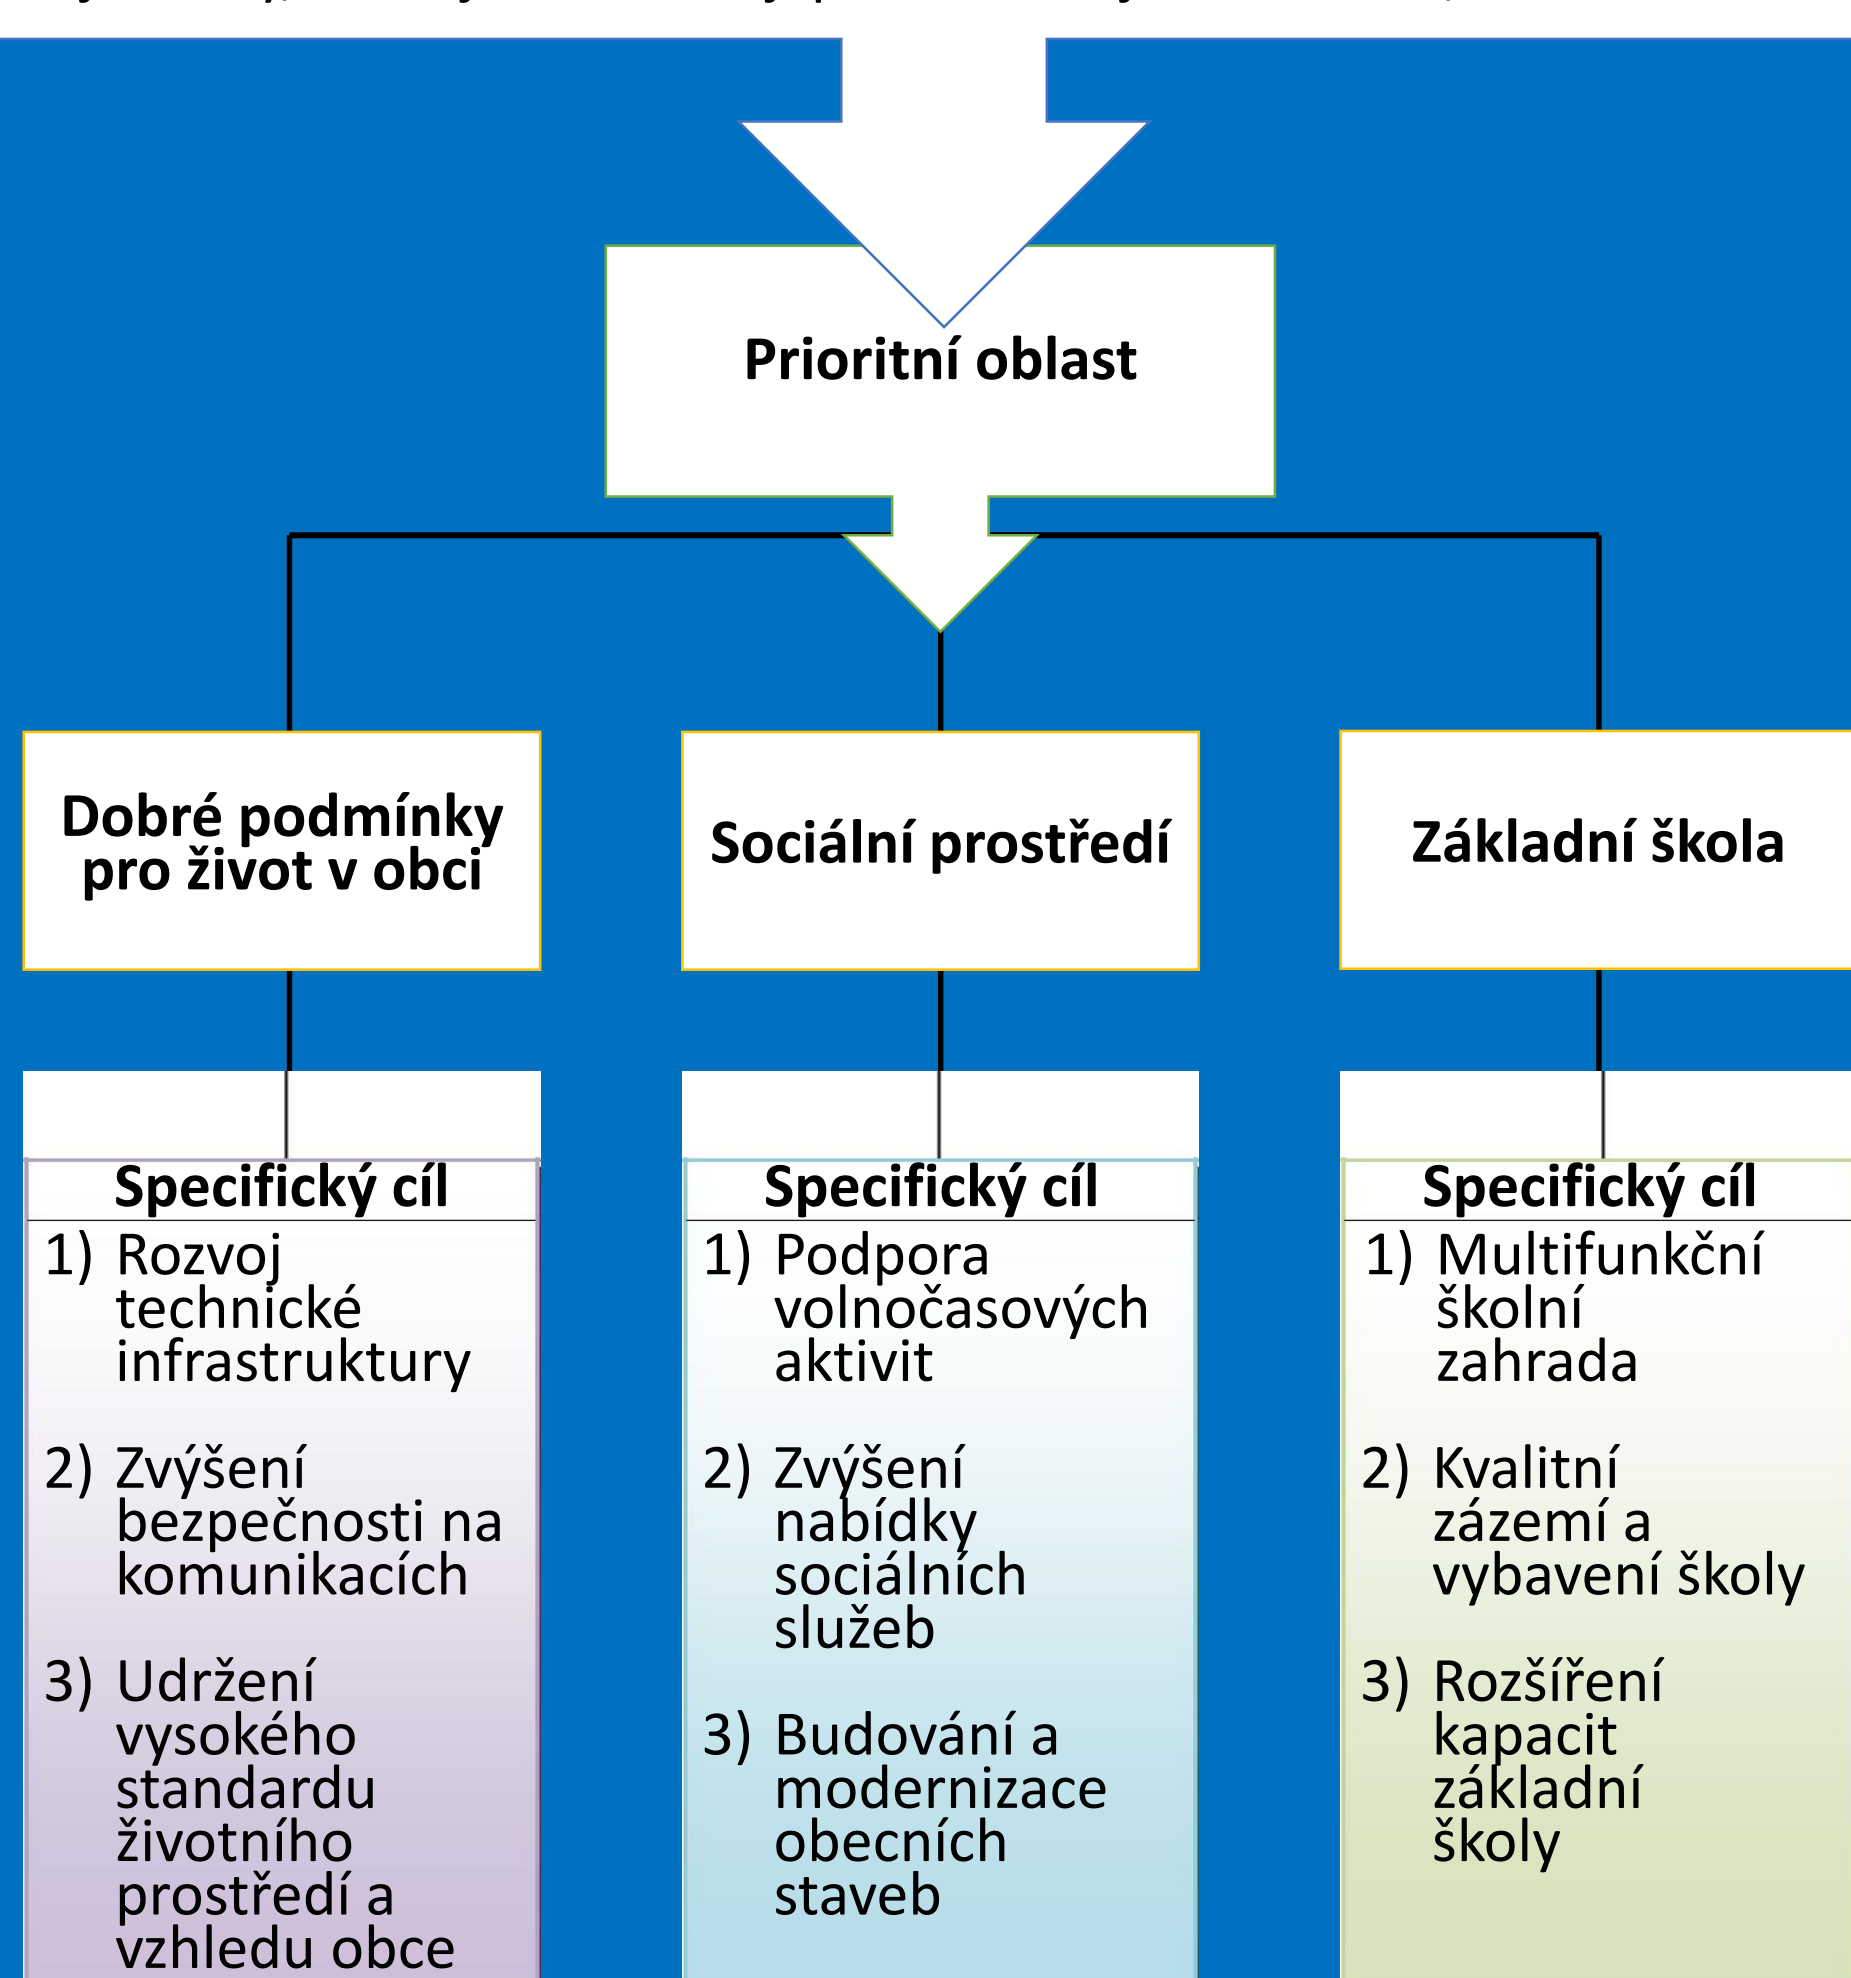 Prioritní oblast
Dobré podmínky
pro život v obci
Sociální prostředí
Základní škola
Specifický cíl
1) Rozvoj
technické
infrastruktury
2) Zvýšení
bezpečnosti na
komunikacích
3) Udržení
vysokého
standardu
životního
prostředí a
vzhledu obce
Specifický cíl
1) Podpora
volnočasových
aktivit
2) Zvýšení
nabídky
sociálních
služeb
3) Budování a
modernizace
obecních
staveb
Specifický cíl
1) Multifunkční
školní
zahrada
2) Kvalitní
zázemí a
vybavení školy
3) Rozšíření
kapacit
základní
školy